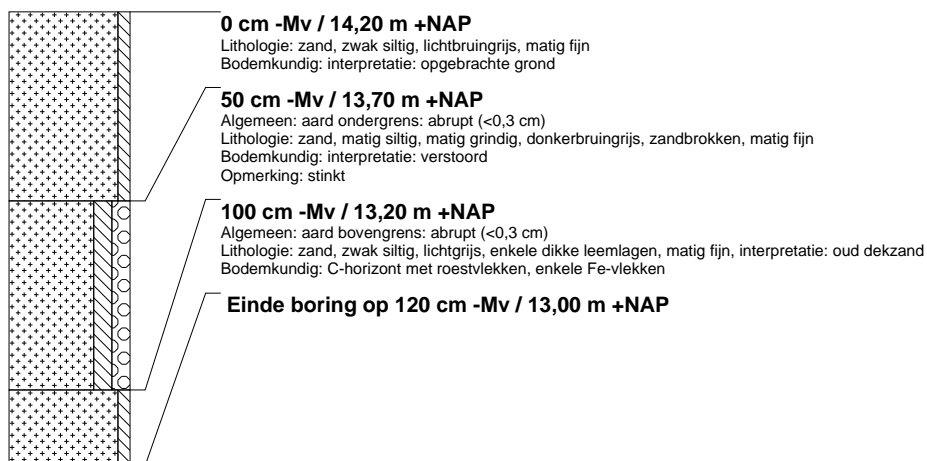 0 cm -Mv / 14,20 m +NAP
Lithologie: zand, zwak siltig, lichtbruingrijs, matig fijn
Bodemkundig: interpretatie: opgebrachte grond
50 cm -Mv / 13,70 m +NAP
Algemeen: aard ondergrens: abrupt (<0,3 cm)
Lithologie: zand, matig siltig, matig grindig, donkerbruingrijs, zandbrokken, matig fijn
Bodemkundig: interpretatie: verstoord
Opmerking: stinkt
100 cm -Mv / 13,20 m +NAP
Algemeen: aard bovengrens: abrupt (<0,3 cm)
Lithologie: zand, zwak siltig, lichtgrijs, enkele dikke leemlagen, matig fijn, interpretatie: oud dekzand
Bodemkundig: C-horizont met roestvlekken, enkele Fe-vlekken
Einde boring op 120 cm -Mv / 13,00 m +NAP